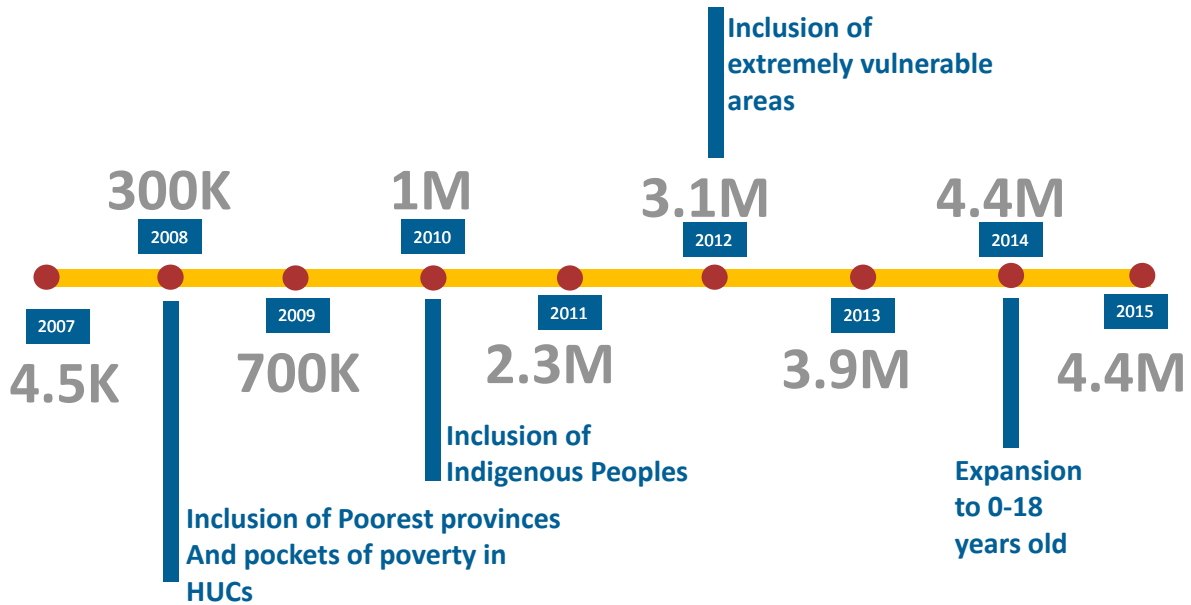 Inclusion of
extremely vulnerable
areas
300K
1M
3.1M
4.4M
2008
2010
2012
2014
2007
2009
2011
2013
2015
4.5K
700K
2.3M
3.9M
4.4M
Inclusion of
Indigenous Peoples
Expansion
to 0-18
years old
Inclusion of Poorest provinces
And pockets of poverty in
HUCs